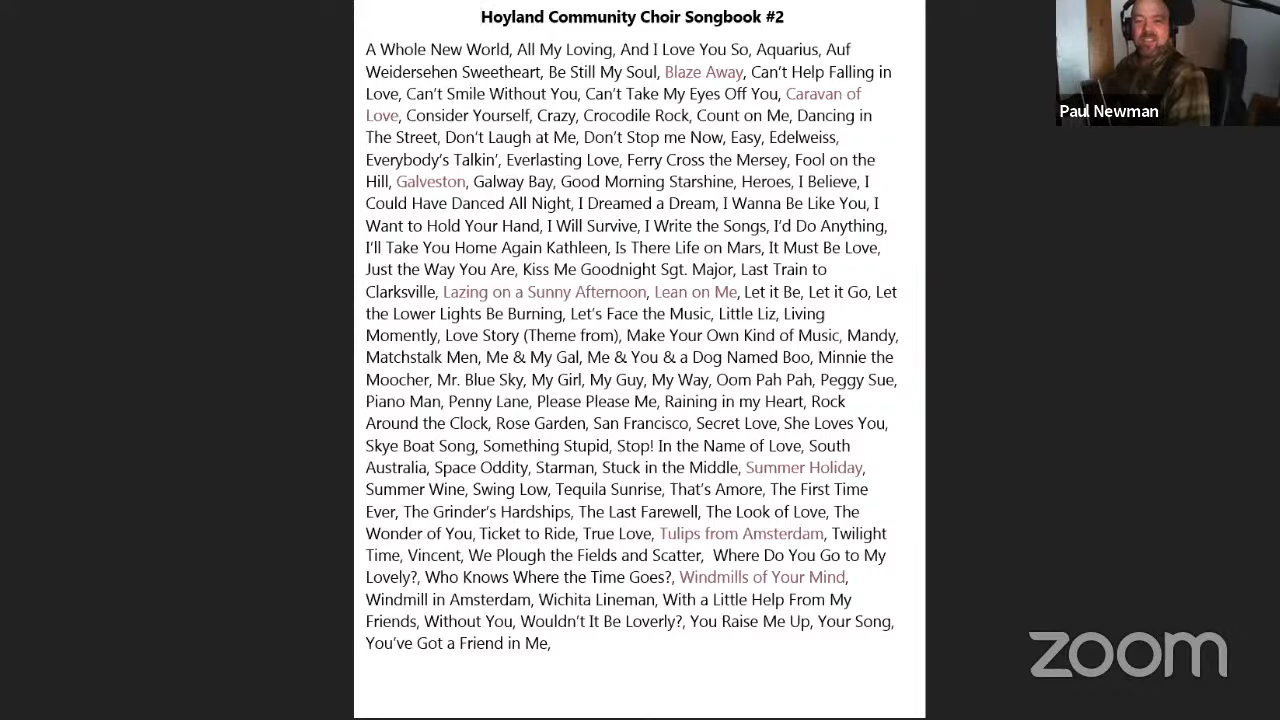 Hoyland Community Choir Songbook #2
A Whole New World, All My Loving, And I Love You So, Aquarius, Auf
Weidersehen Sweetheart, Be Still My Soul, Blaze Away, Can't Help Falling in
Love, Can't Smile Without You, Can't Take My Eyes Off You, Caravan of
Love, Consider Yourself, Crazy, Crocodile Rock, Count on Me, Dancing in
The Street, Don't Laugh at Me, Don't Stop me Now, Easy, Edelweiss,
Everybody's Talkin', Everlasting Love, Ferry Cross the Mersey, Fool on the
Hill, Galveston, Galway Bay, Good Morning Starshine, Heroes, I Believe, I
Could Have Danced All Night, I Dreamed a Dream, I Wanna Be Like You, I
Want to Hold Your Hand, I Will Survive, I Write the Songs, I'd Do Anything,
I'll Take You Home Again Kathleen, Is There Life on Mars, It Must Be Love,
Just the Way You Are, Kiss Me Goodnight Sgt. Major, Last Train to
Clarksville, Lazing on a Sunny Afternoon, Lean on Me, Let it Be, Let it Go, Let
the Lower Lights Be Burning, Let's Face the Music, Little Liz, Living
Momently, Love Story (Theme from), Make Your Own Kind of Music, Mandy,
Matchstalk Men, Me & My Gal, Me & You & a Dog Named Boo, Minnie the
Moocher, Mr. Blue Sky, My Girl, My Guy, My Way, Oom Pah Pah, Peggy Sue,
Piano Man, Penny Lane, Please Please Me, Raining in my Heart, Rock
Around the Clock, Rose Garden, San Francisco, Secret Love, She Loves You,
Skye Boat Song, Something Stupid, Stop! In the Name of Love, South
Australia, Space Oddity, Starman, Stuck in the Middle, Summer Holiday,
Summer Wine, Swing Low, Tequila Sunrise, That's Amore, The First Time
Ever, The Grinder's Hardships, The Last Farewell, The Look of Love, The
Wonder of You, Ticket to Ride, True Love, Tulips from Amsterdam, Twilight
Time, Vincent, We Plough the Fields and Scatter, Where Do You Go to My
Lovely?, Who Knows Where the Time Goes?, Windmills of Your Mind,
Windmill in Amsterdam, Wichita Lineman, With a Little Help From My
Friends, Without You, Wouldn't It Be Loverly?, You Raise Me Up, Your Song,
You've Got a Friend in Me,
Paul Newman
zoom